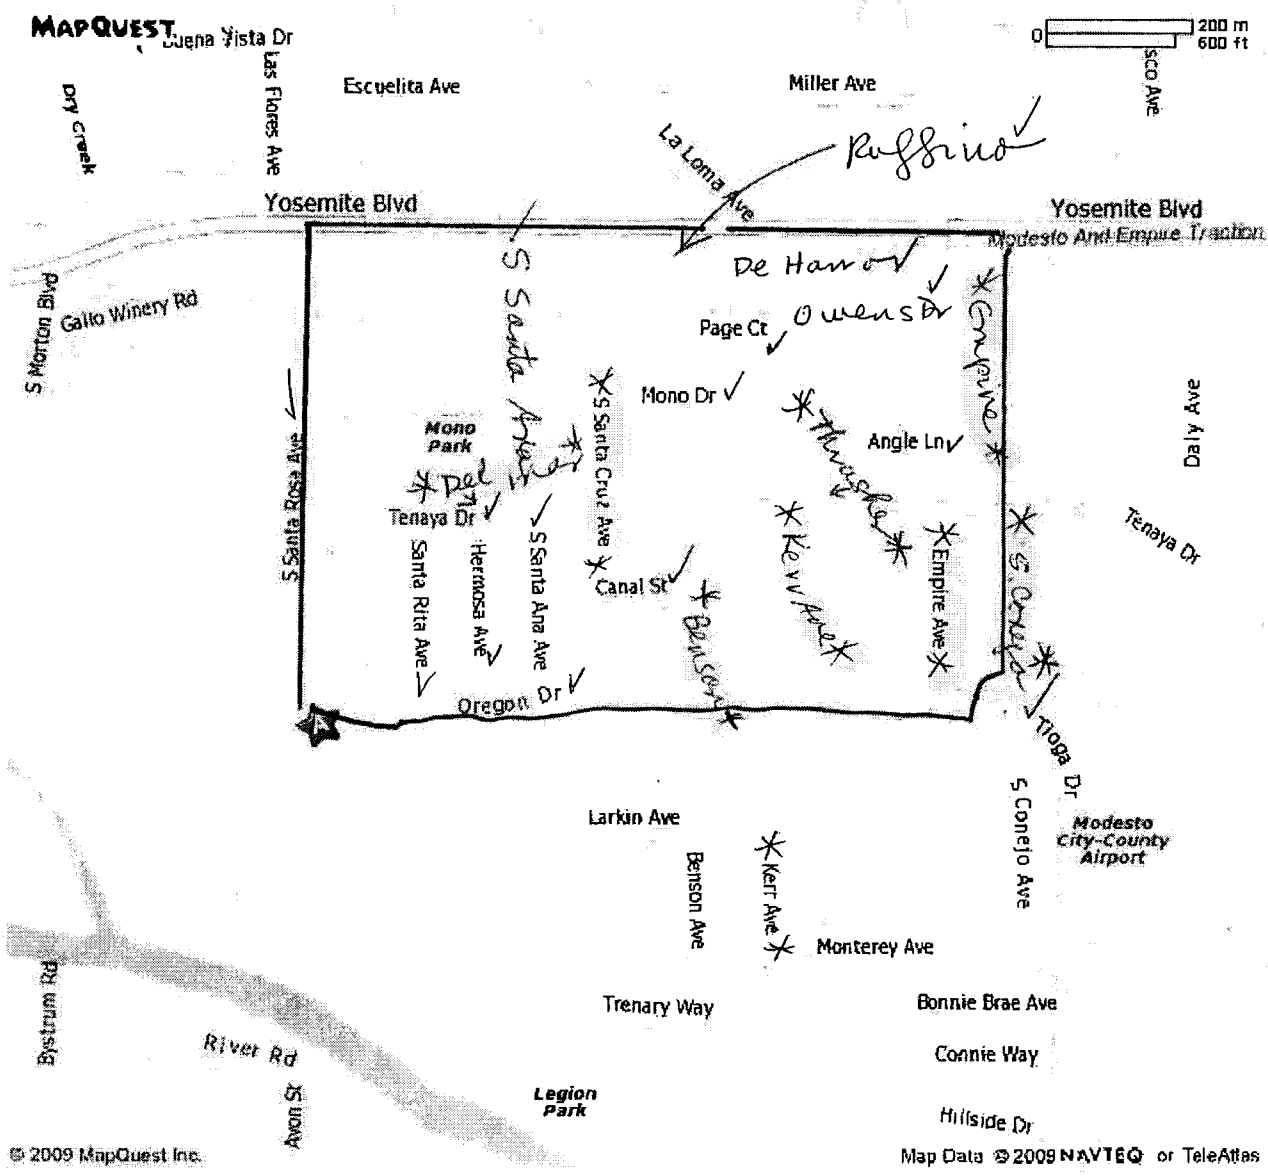 MAPQUEST
Buena Vista Dr
0
200 m
600 ft
Las Flores Ave
Escuelita Ave
Miller Ave
sco Ave
Dry Creek
La Loma Ave
Ruffino
Yosemite Blvd
Yosemite Blvd
Modesto And Empire Traction
De Harro
S Morton Blvd
Gallo Winery Rd
S Santa
Page Ct
Owens Dr
Empire
Mono Dr
Mono
Park
S Santa Cruz Ave
Thrasher
Angle Ln
Daly Ave
S Santa Rosa Ave
Del
Tenaya Dr
Tenaya Dr
Santa Rita Ave
Hermosa Ave
S Santa Ana Ave
Canal St
Benson
Kerr Ave
Empire Ave
S.
Oregon Dr
Tioga Dr
Larkin Ave
S Conejo Ave
Modesto
City-County
Airport
Benson Ave
Kerr Ave
Monterey Ave
Bystrum Rd
Trenary Way
Bonnie Brae Ave
River Rd
Connie Way
Avon St
Legion
Park
Hillside Dr
© 2009 MapQuest Inc.
Map Data © 2009 NAVTEQ or TeleAtlas